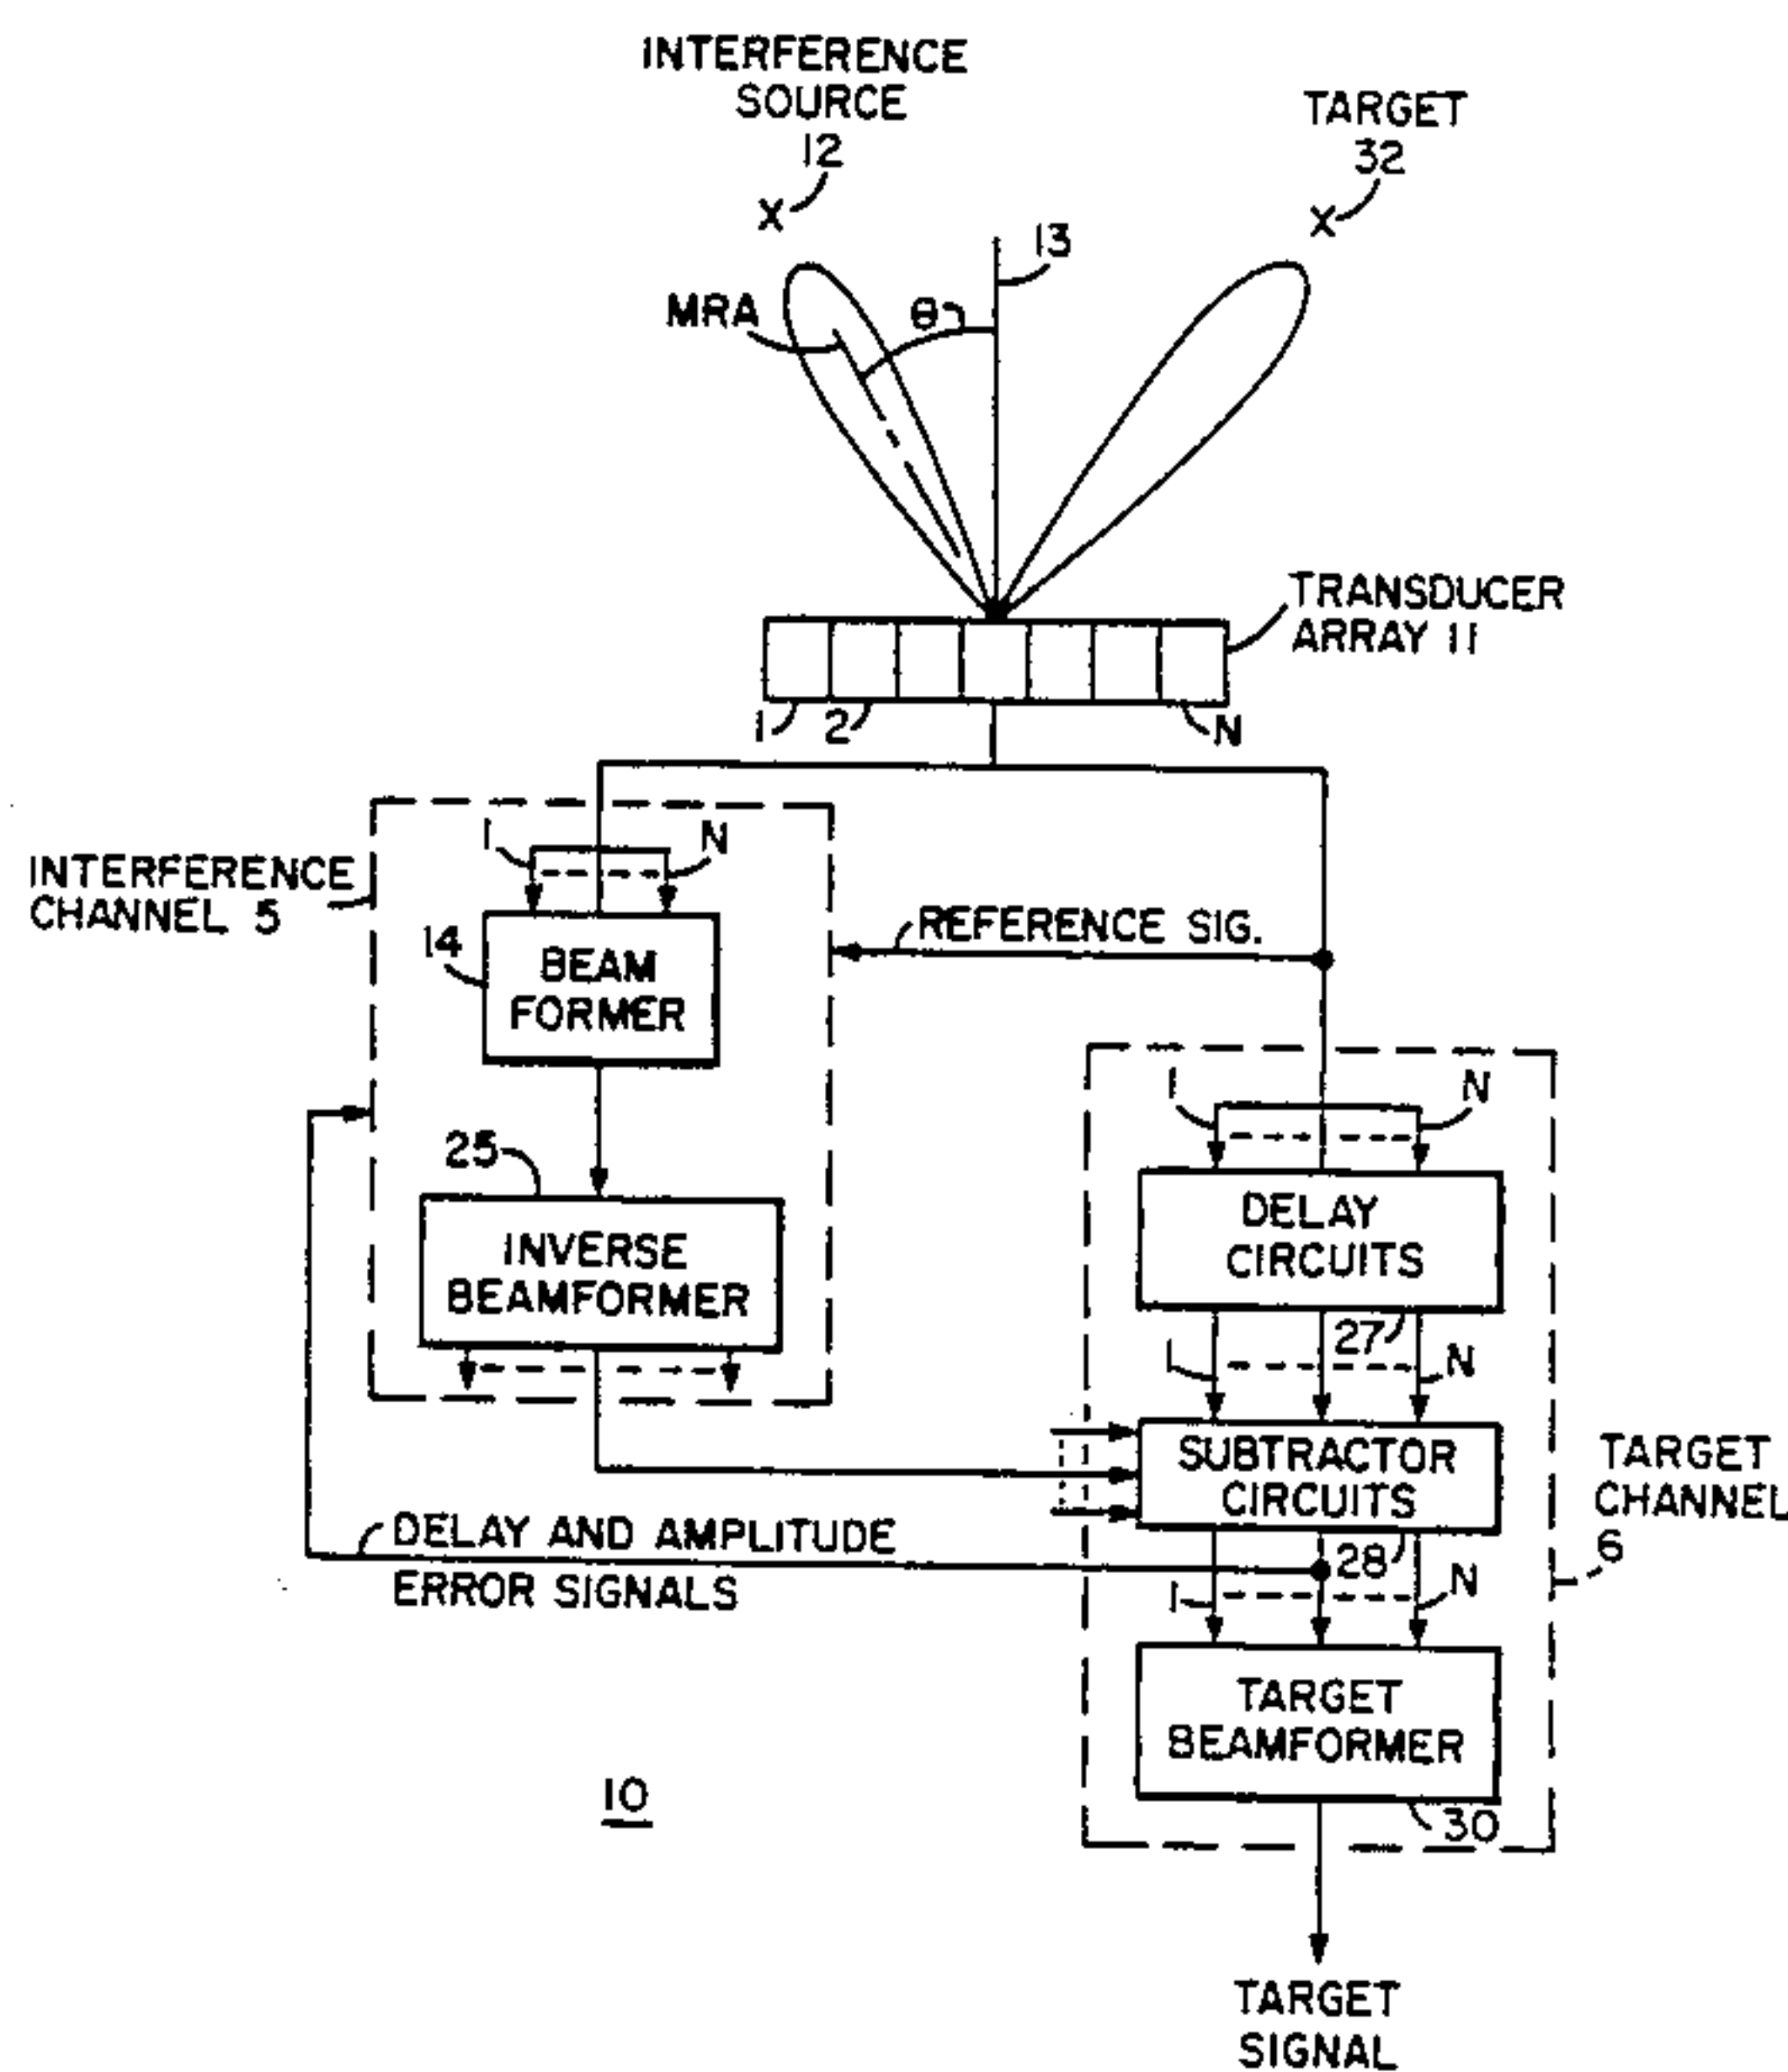 INTERFERENCE
SOURCE
12
X
TARGET
32
X
13
MRA
θ
TRANSDUCER
ARRAY 11
1
2
N
INTERFERENCE
CHANNEL 5
1
N
14
BEAM
FORMER
REFERENCE SIG.
25
INVERSE
BEAMFORMER
1
N
DELAY
CIRCUITS
27
1
N
SUBTRACTOR
CIRCUITS
28
TARGET
CHANNEL
6
DELAY AND AMPLITUDE
ERROR SIGNALS
1
N
TARGET
BEAMFORMER
30
10
TARGET
SIGNAL